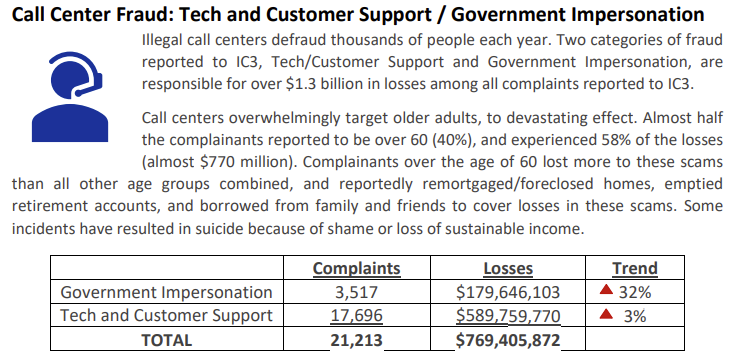 Call Center Fraud: Tech and Customer Support / Government Impersonation
Illegal call centers defraud thousands of people each year. Two categories of fraud
reported to IC3, Tech/Customer Support and Government Impersonation, are
responsible for over $1.3 billion in losses among all complaints reported to IC3.
Call centers overwhelmingly target older adults, to devastating effect. Almost half
the complainants reported to be over 60 (40%), and experienced 58% of the losses
(almost $770 million). Complainants over the age of 60 lost more to these scams
than all other age groups combined, and reportedly remortgaged/foreclosed homes, emptied
retirement accounts, and borrowed from family and friends to cover losses in these scams. Some
incidents have resulted in suicide because of shame or loss of sustainable income.
Complaints Losses Trend
Government Impersonation 3,517 $179,646,103 ▲ 32%
Tech and Customer Support 17,696 $589,759,770 ▲ 3%
TOTAL 21,213 $769,405,872